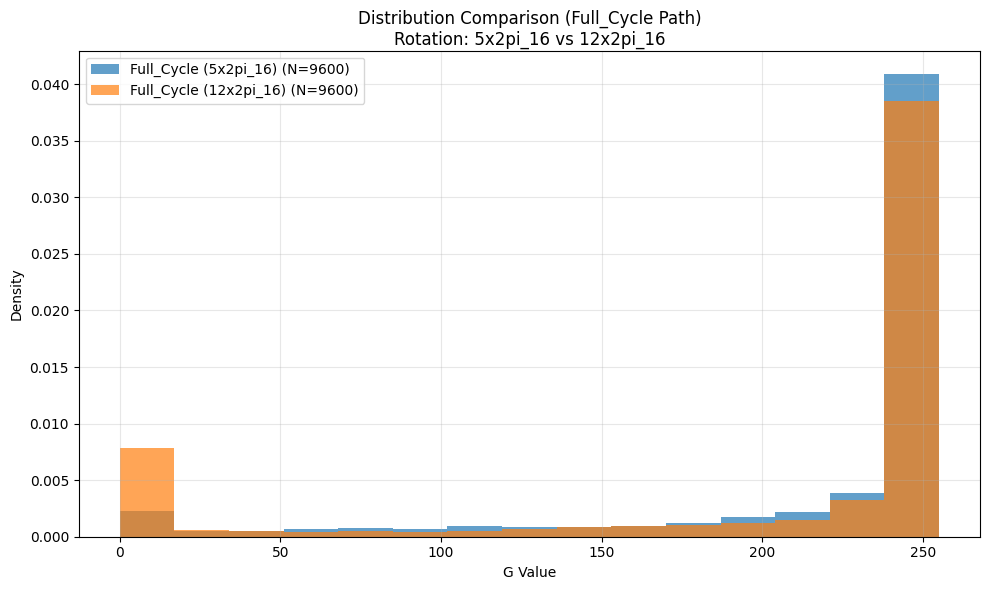 Distribution Comparison (Full_Cycle Path)
Rotation: 5x2pi_16 vs 12x2pi_16
Full_Cycle (5x2pi_16) (N=9600)
Full_Cycle (12x2pi_16) (N=9600)
Density
0.040
0.035
0.030
0.025
0.020
0.015
0.010
0.005
0.000
0 50 100 150 200 250
G Value